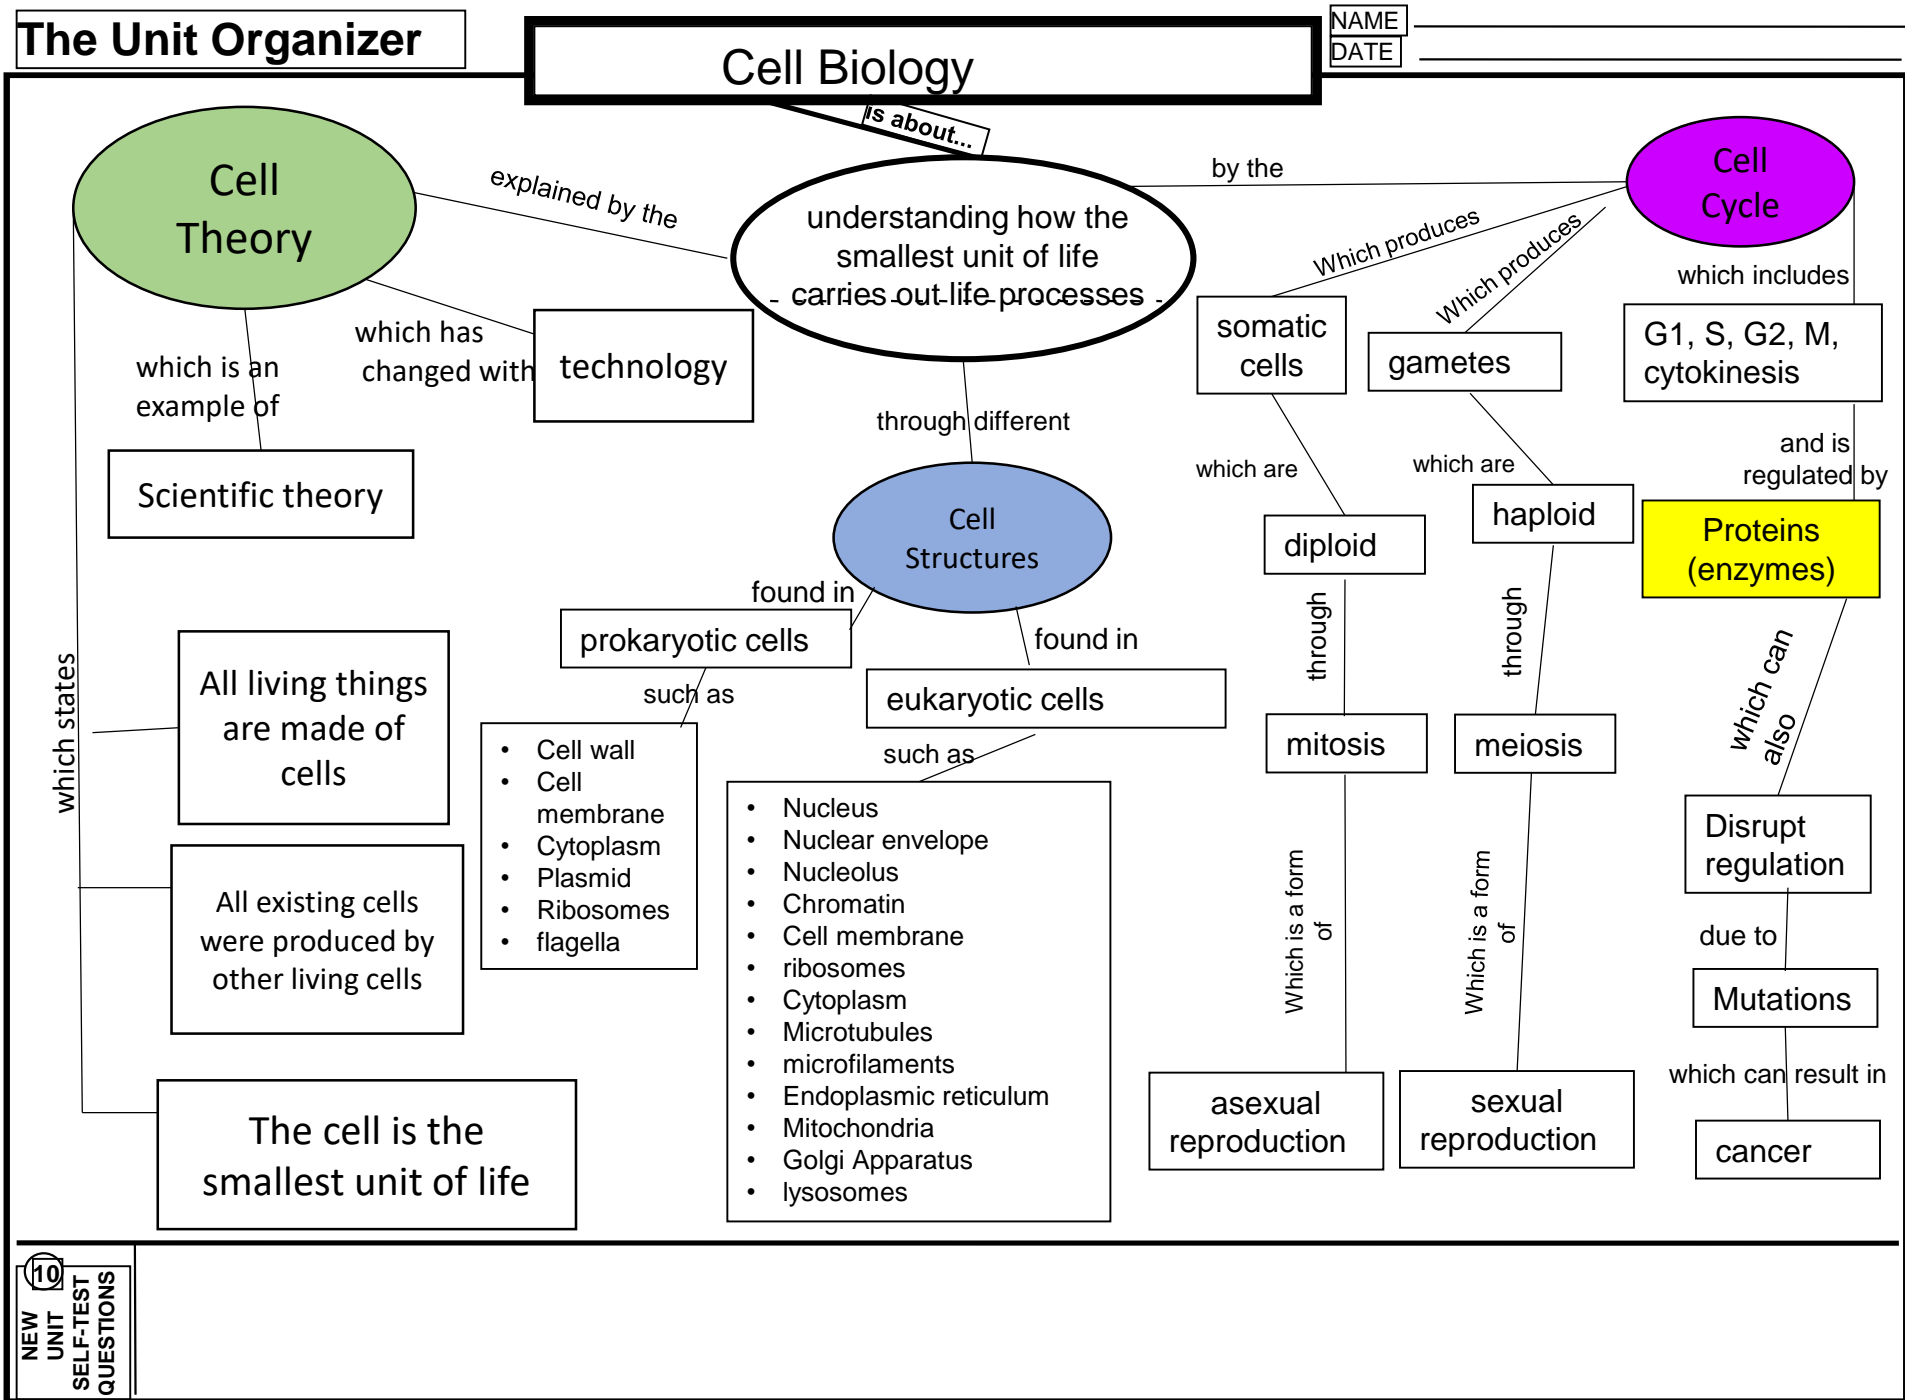 The Unit Organizer
Cell Biology
NAME
DATE
is about...
understanding how the
smallest unit of life
carries out life processes
explained by the
Cell
Theory
which has
changed with
technology
which is an
example of
Scientific theory
which states
All living things
are made of
cells
All existing cells
were produced by
other living cells
The cell is the
smallest unit of life
through different
Cell
Structures
found in
prokaryotic cells
such as
• Cell wall
• Cell
membrane
• Cytoplasm
• Plasmid
• Ribosomes
• flagella
found in
eukaryotic cells
such as
• Nucleus
• Nuclear envelope
• Nucleolus
• Chromatin
• Cell membrane
• ribosomes
• Cytoplasm
• Microtubules
• microfilaments
• Endoplasmic reticulum
• Mitochondria
• Golgi Apparatus
• lysosomes
by the
Cell
Cycle
Which produces
somatic
cells
which are
diploid
through
mitosis
Which is a form
of
asexual
reproduction
Which produces
gametes
which are
haploid
through
meiosis
Which is a form
of
sexual
reproduction
which includes
G1, S, G2, M,
cytokinesis
and is
regulated by
Proteins
(enzymes)
which can
also
Disrupt
regulation
due to
Mutations
which can result in
cancer
10
NEW
UNIT
SELF-TEST
QUESTIONS